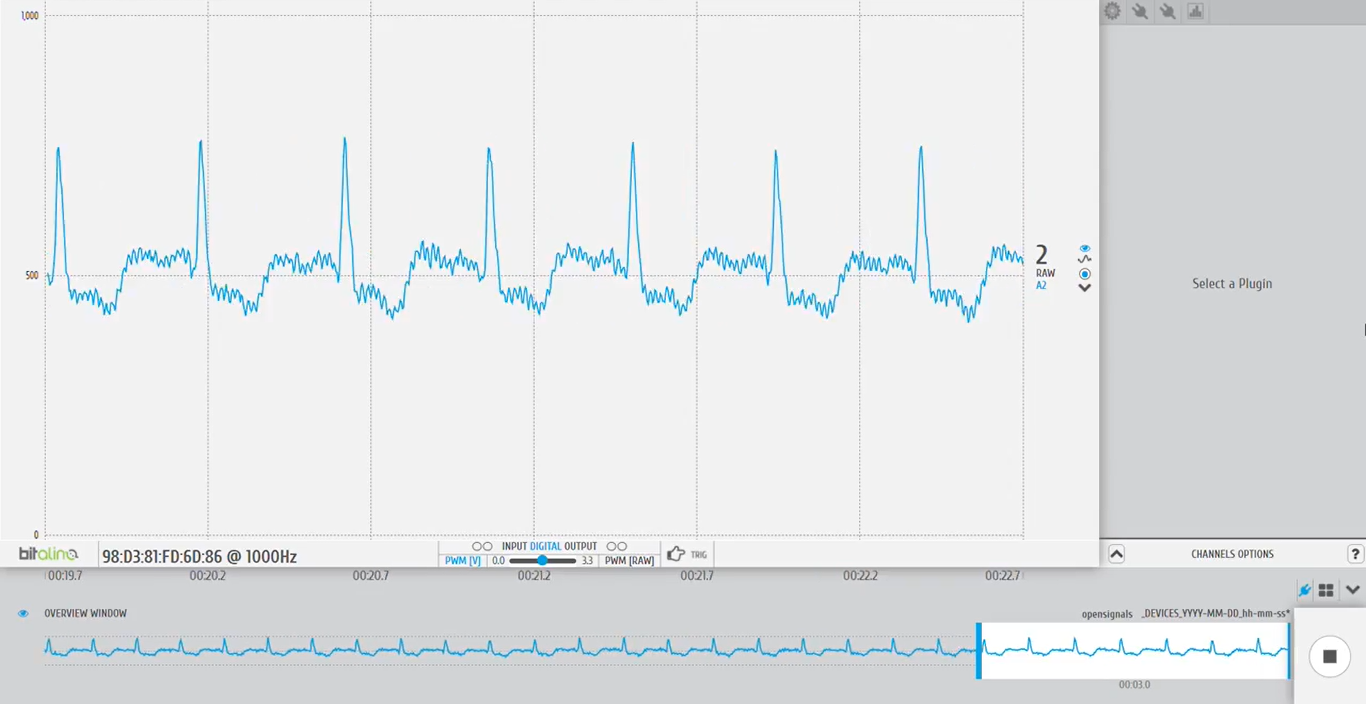 1,000
500
0
2
RAW
A2
Select a Plugin
bitalino
98:D3:81:FD:6D:86 @ 1000Hz
INPUT DIGITAL OUTPUT
PWM [V] 0.0 3.3 PWM [RAW]
TRIG
CHANNELS OPTIONS
?
00:19.7 00:20.2 00:20.7 00:21.2 00:21.7 00:22.2 00:22.7
OVERVIEW WINDOW
opensignals _DEVICES_YYYY-MM-DD_hh-mm-ss*
00:03.0